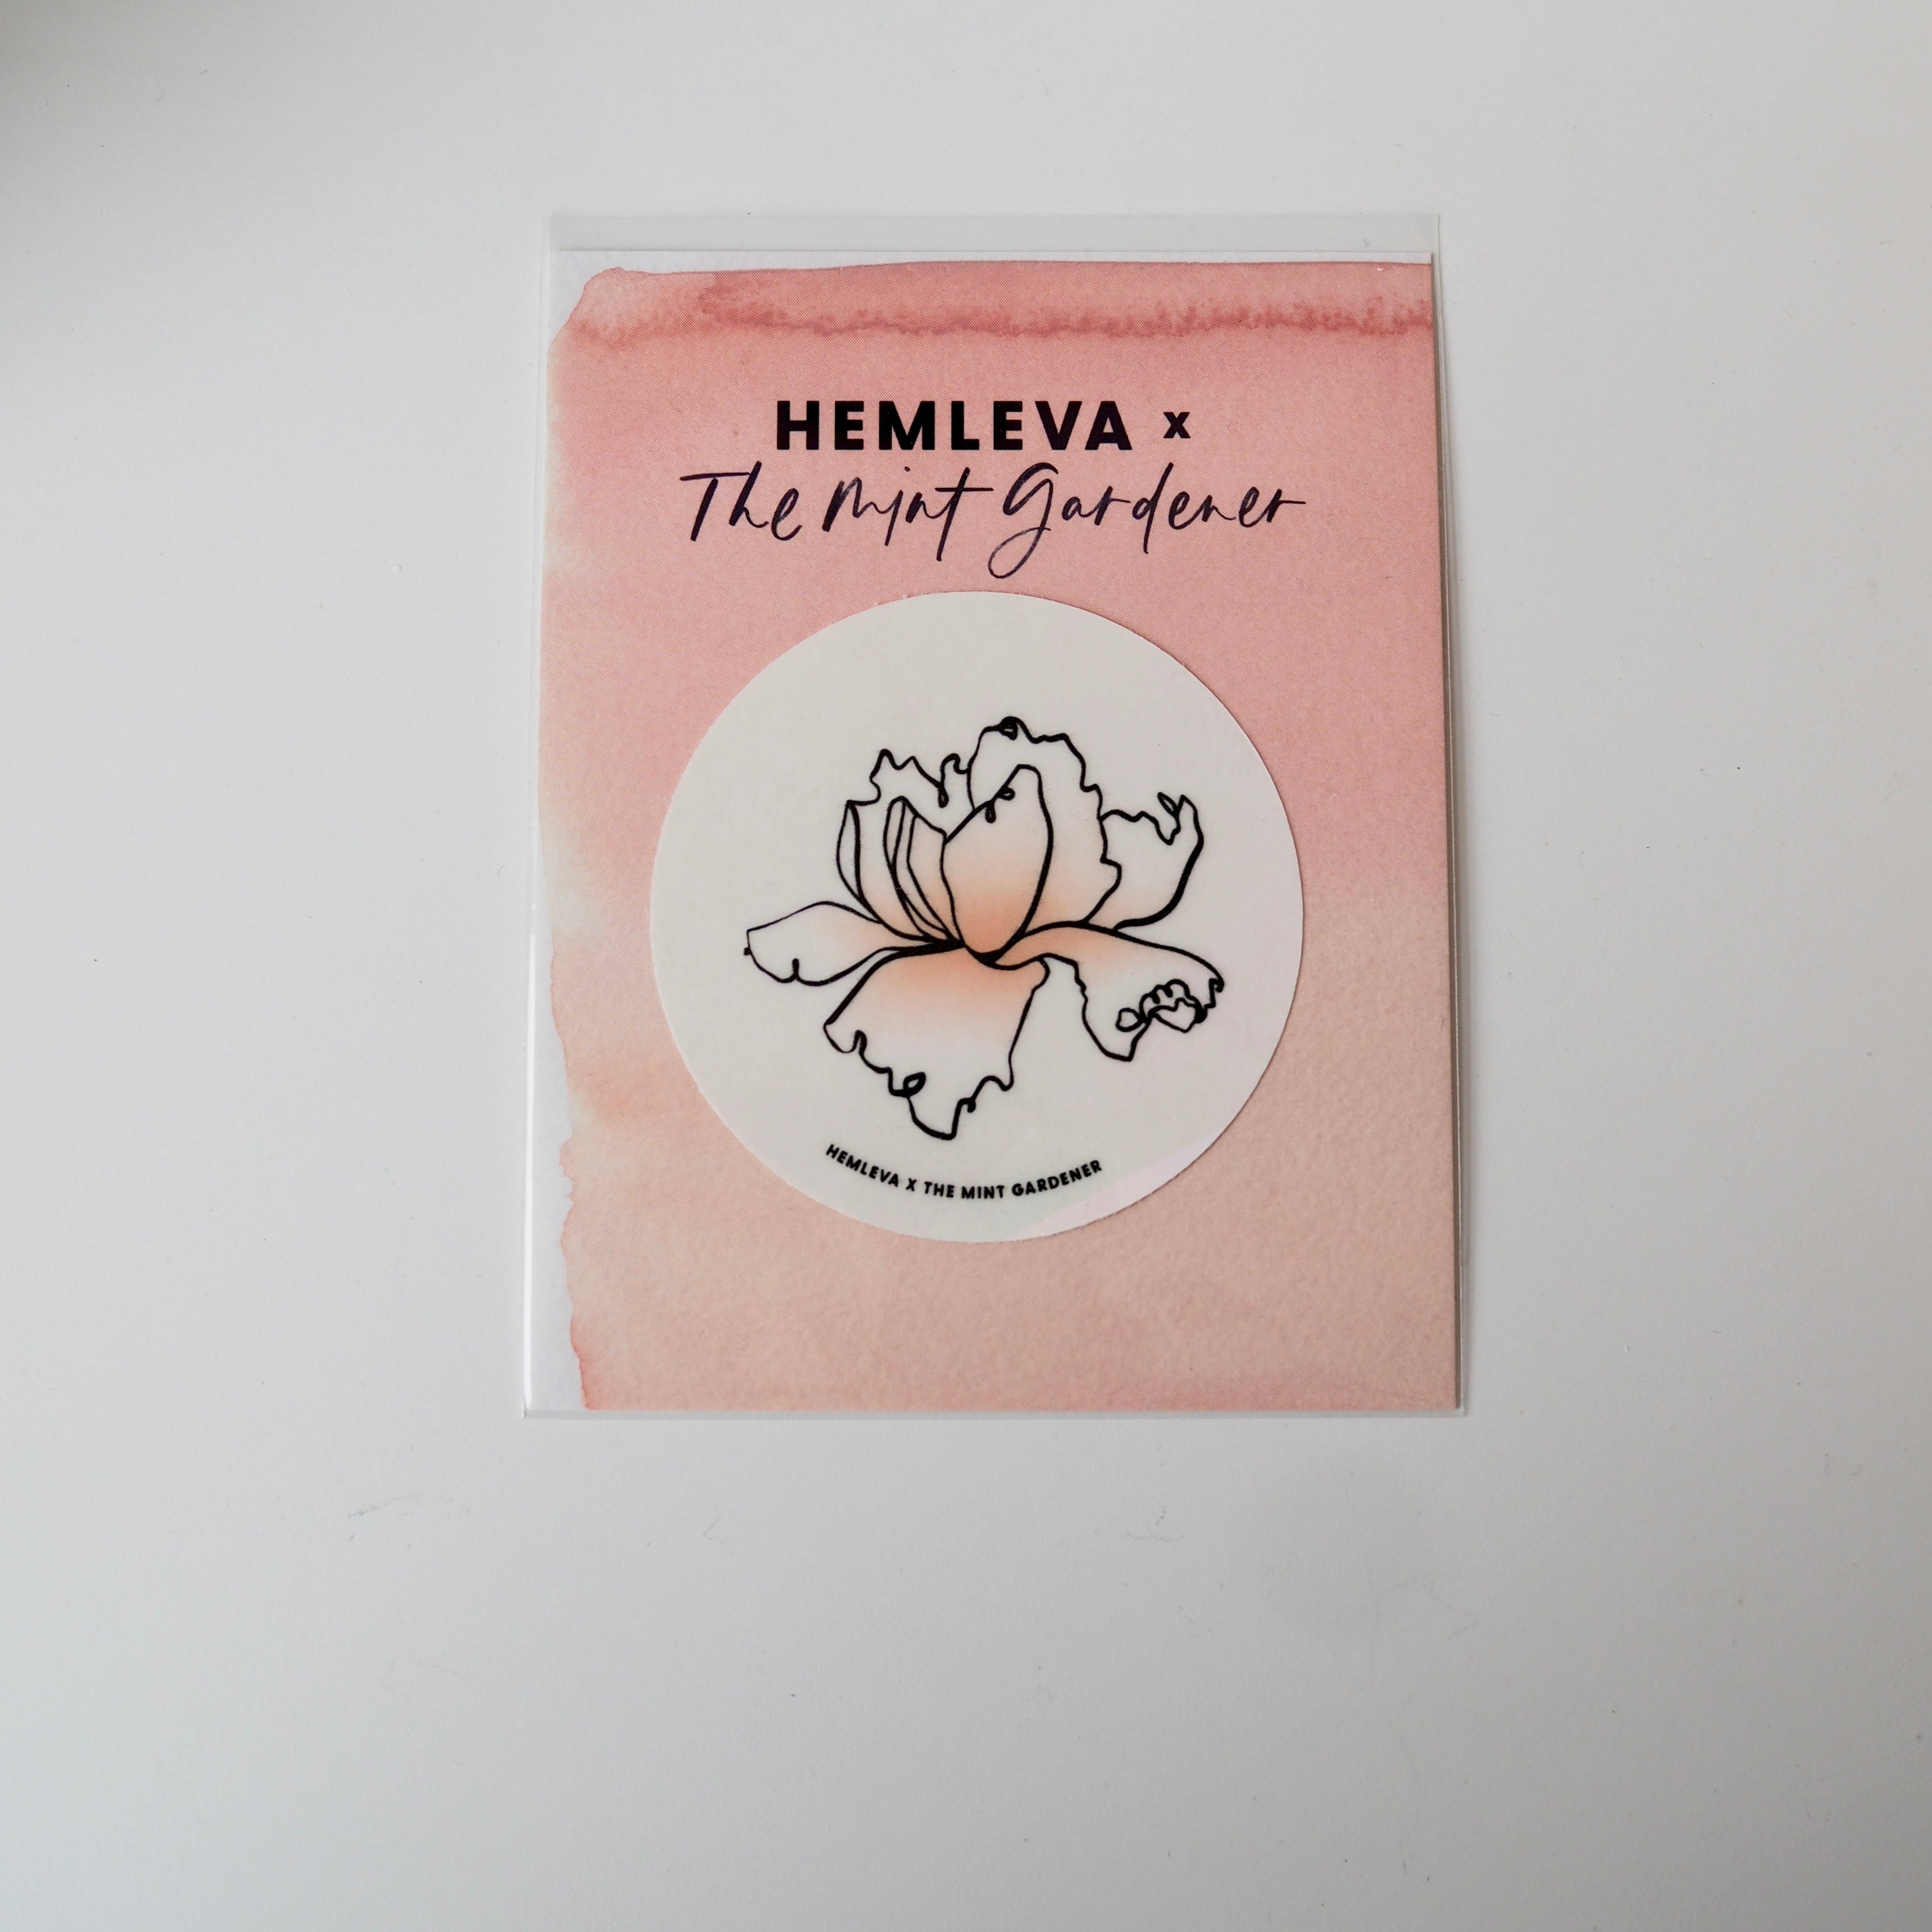 HEMLEVA x
The Mint Gardener
HEMLEVA X THE MINT GARDENER